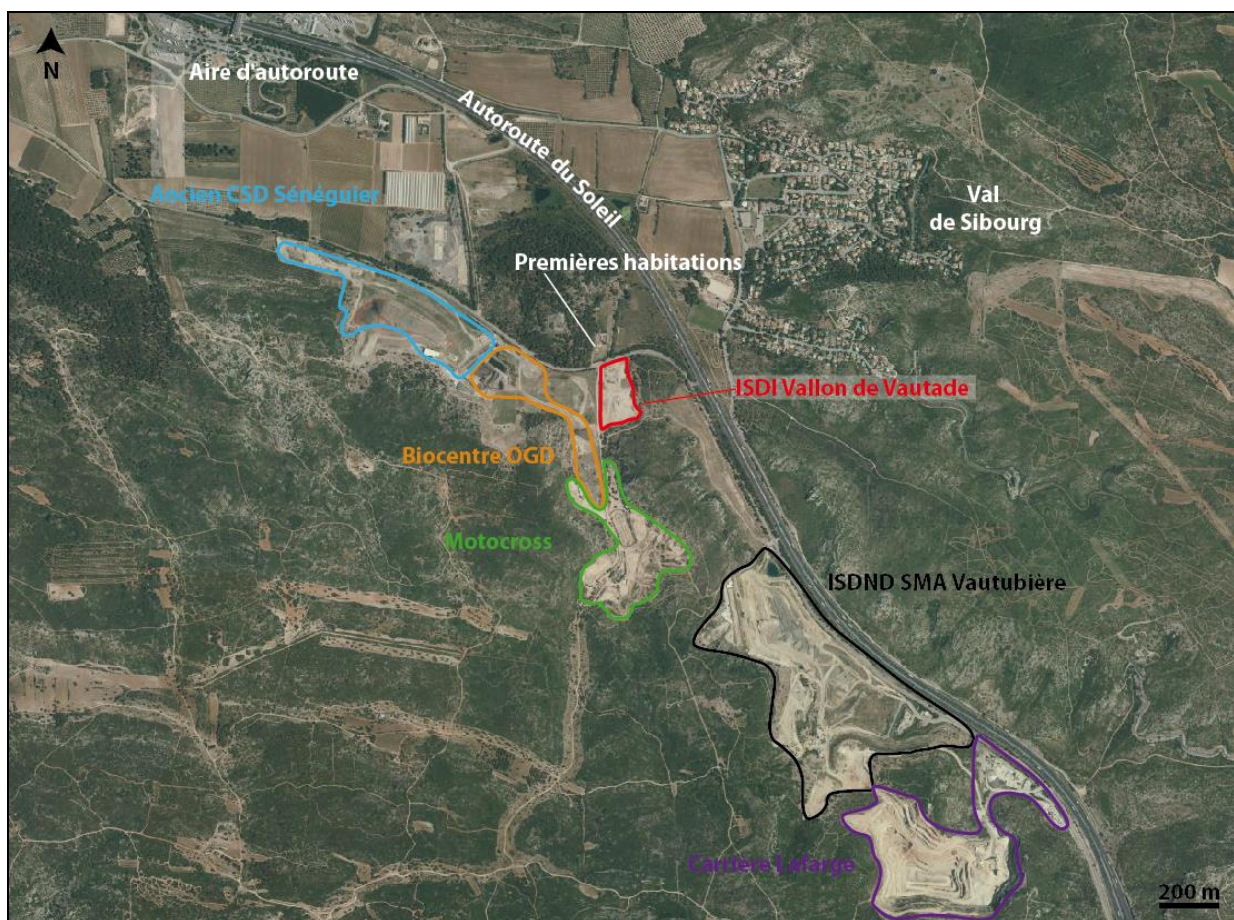 N
Aire d'autoroute
Autoroute du Soleil
Ancien CSD Sénéguier
Val
de Sibourg
Premières habitations
ISDI Vallon de Vautade
Biocentre OGD
Motocross
ISDND SMA Vautubière
Carrière Lafarge
200 m